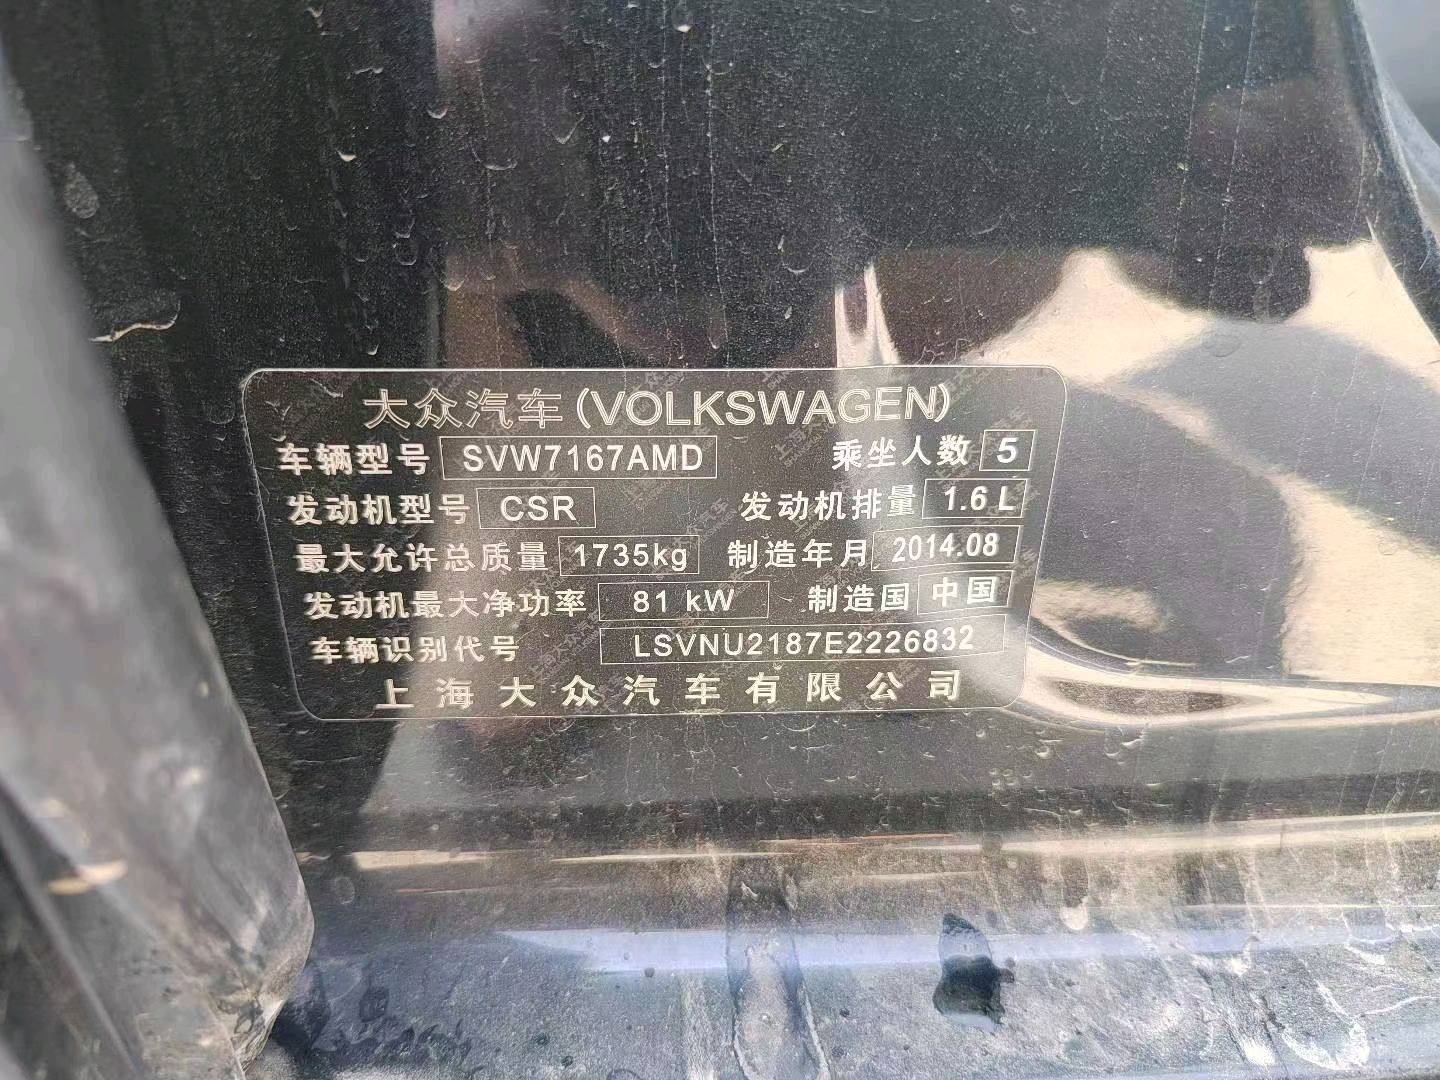 大众汽车(VOLKSWAGEN)
车辆型号 SVW7167AMD 乘坐人数 5
发动机型号 CSR 发动机排量 1.6 L
最大允许总质量 1735kg 制造年月 2014.08
发动机最大净功率 81 kW 制造国 中国
车辆识别代号 LSVNU2187E2226832
上海大众汽车有限公司